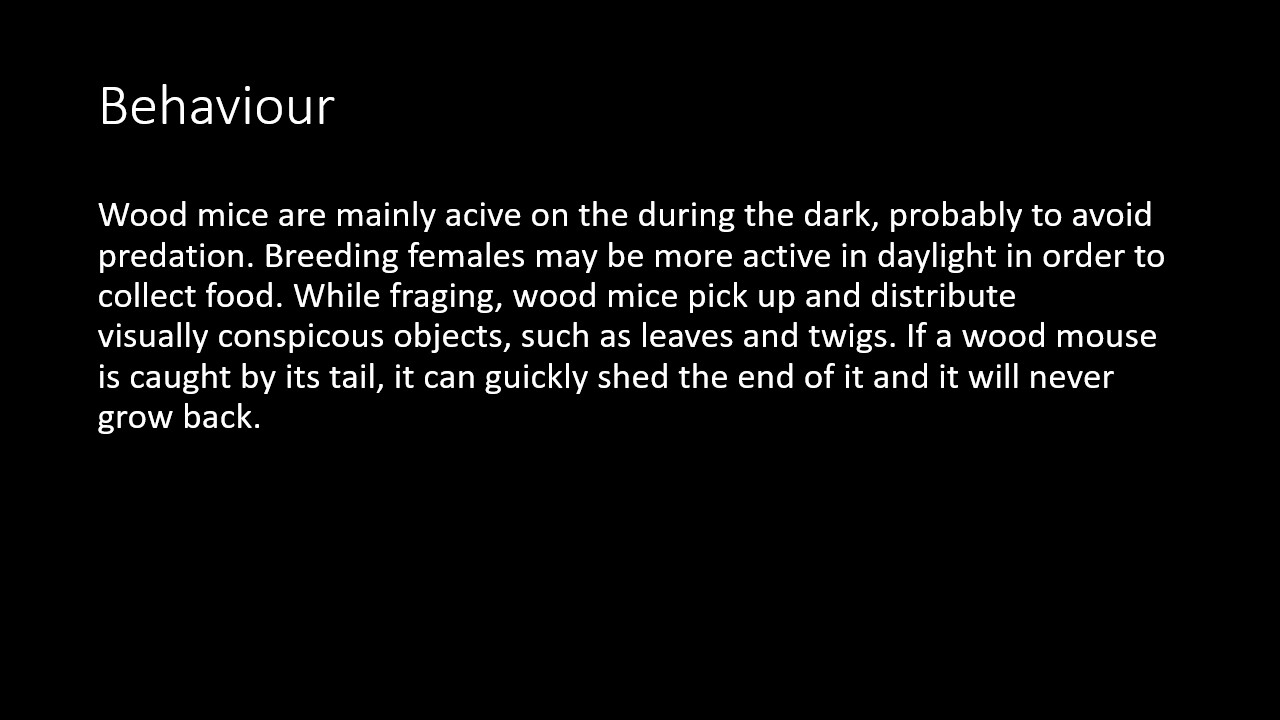 Behaviour
Wood mice are mainly acive on the during the dark, probably to avoid
predation. Breeding females may be more active in daylight in order to
collect food. While fraging, wood mice pick up and distribute
visually conspicous objects, such as leaves and twigs. If a wood mouse
is caught by its tail, it can guickly shed the end of it and it will never
grow back.